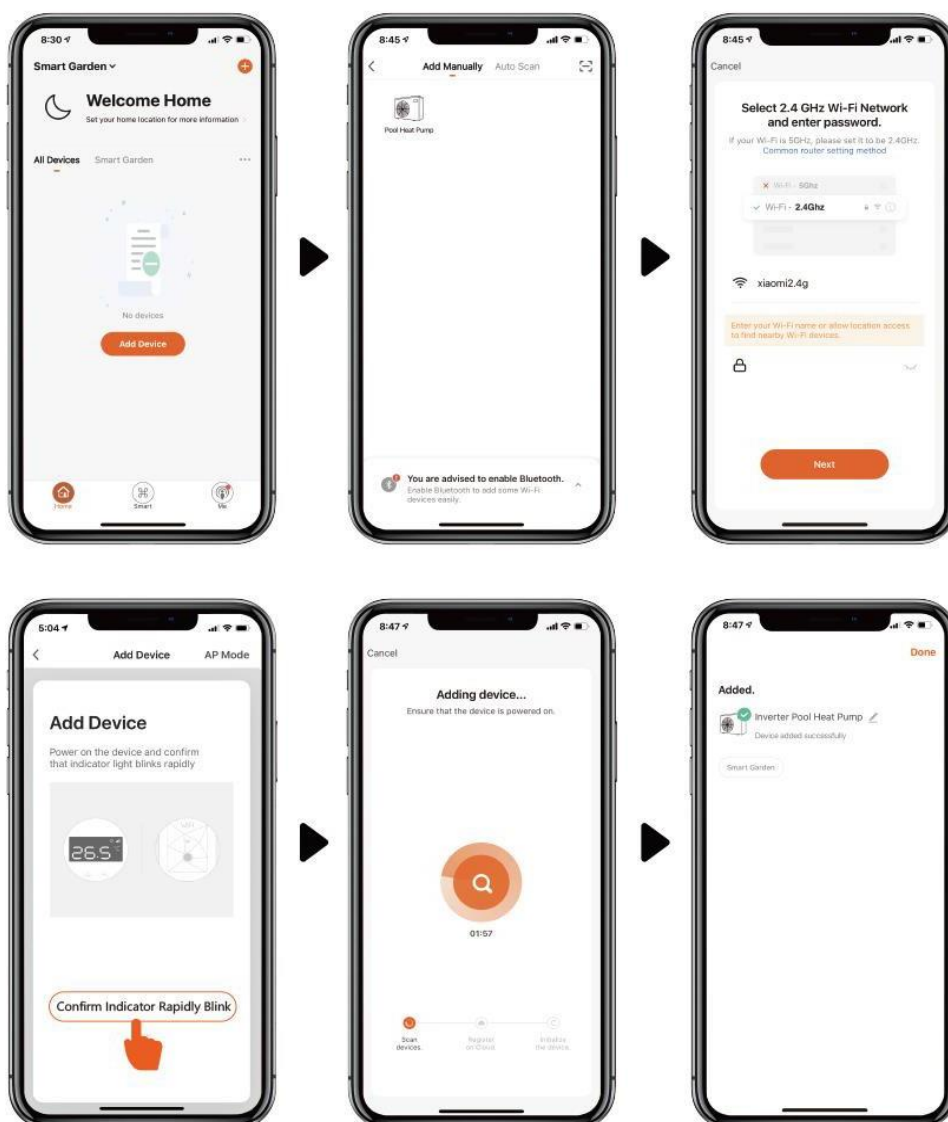 8:30
Smart Garden
Welcome Home
Set your home location for more information
All Devices Smart Garden ...
No devices
Add Device
Home Smart Me
8:45
Add Manually Auto Scan
Pool Heat Pump
You are advised to enable Bluetooth.
Enable Bluetooth to add some Wi-Fi
devices easily.
8:45
Cancel
Select 2.4 GHz Wi-Fi Network
and enter password.
If your Wi-Fi is 5GHz, please set it to be 2.4GHz.
Common router setting method
Wi-Fi - 5Ghz
Wi-Fi - 2.4Ghz
xiaomi2.4g
Enter your Wi-Fi name or allow location access
to find nearby Wi-Fi devices.
Next
5:04
Add Device AP Mode
Add Device
Power on the device and confirm
that indicator light blinks rapidly
26.5
Confirm Indicator Rapidly Blink
8:47
Cancel
Adding device...
Ensure that the device is powered on.
01:57
Scan
devices.
Register
on Cloud.
Initialize
the device.
8:47
Done
Added.
Inverter Pool Heat Pump
Device added successfully
Smart Garden